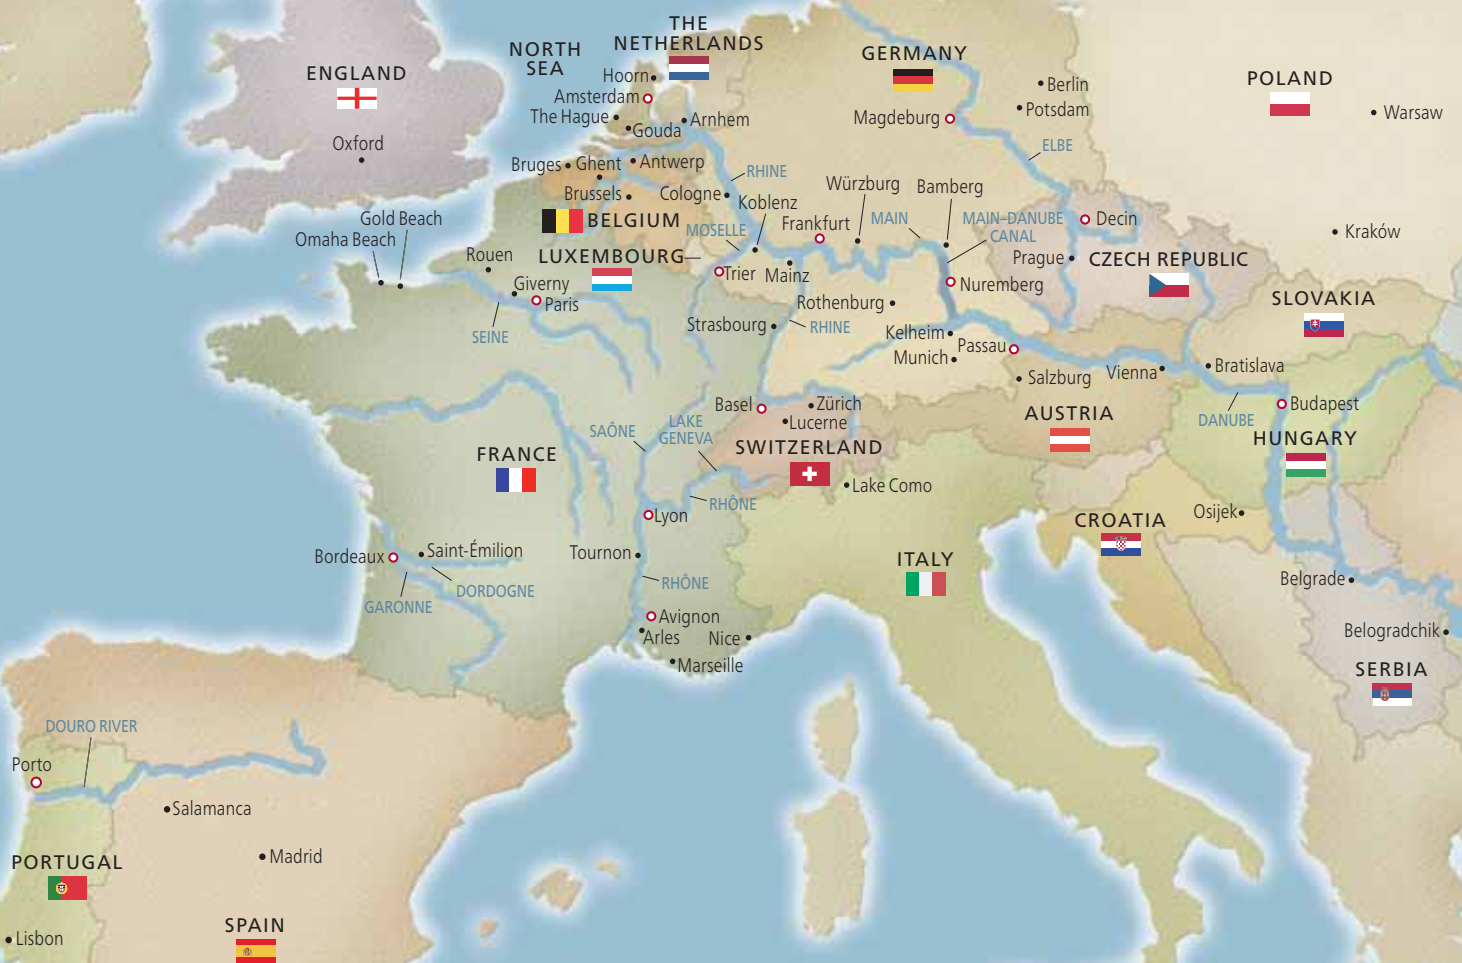 THE
NETHERLANDS
NORTH
SEA
GERMANY
ENGLAND
POLAND
Hoorn
Amsterdam
The Hague
Gouda
Arnhem
Berlin
Potsdam
Magdeburg
Warsaw
ELBE
Oxford
Bruges
Ghent
Antwerp
Brussels
Cologne
RHINE
Koblenz
Würzburg
Bamberg
BELGIUM
MOSELLE
Frankfurt
MAIN
MAIN–DANUBE
CANAL
Decin
Gold Beach
Omaha Beach
Kraków
Rouen
LUXEMBOURG
Trier
Mainz
Prague
CZECH REPUBLIC
Giverny
Paris
Nuremberg
Rothenburg
SLOVAKIA
SEINE
Strasbourg
RHINE
Kelheim
Passau
Munich
Salzburg
Vienna
Bratislava
Basel
Zürich
Lucerne
AUSTRIA
DANUBE
Budapest
HUNGARY
SAÔNE
LAKE
GENEVA
SWITZERLAND
FRANCE
Lake Como
RHÔNE
Lyon
Osijek
CROATIA
Bordeaux
Saint-Émilion
Tournon
ITALY
Belgrade
GARONNE
DORDOGNE
RHÔNE
Avignon
Arles
Nice
Marseille
Belogradchik
SERBIA
DOURO RIVER
Porto
Salamanca
Madrid
PORTUGAL
SPAIN
Lisbon